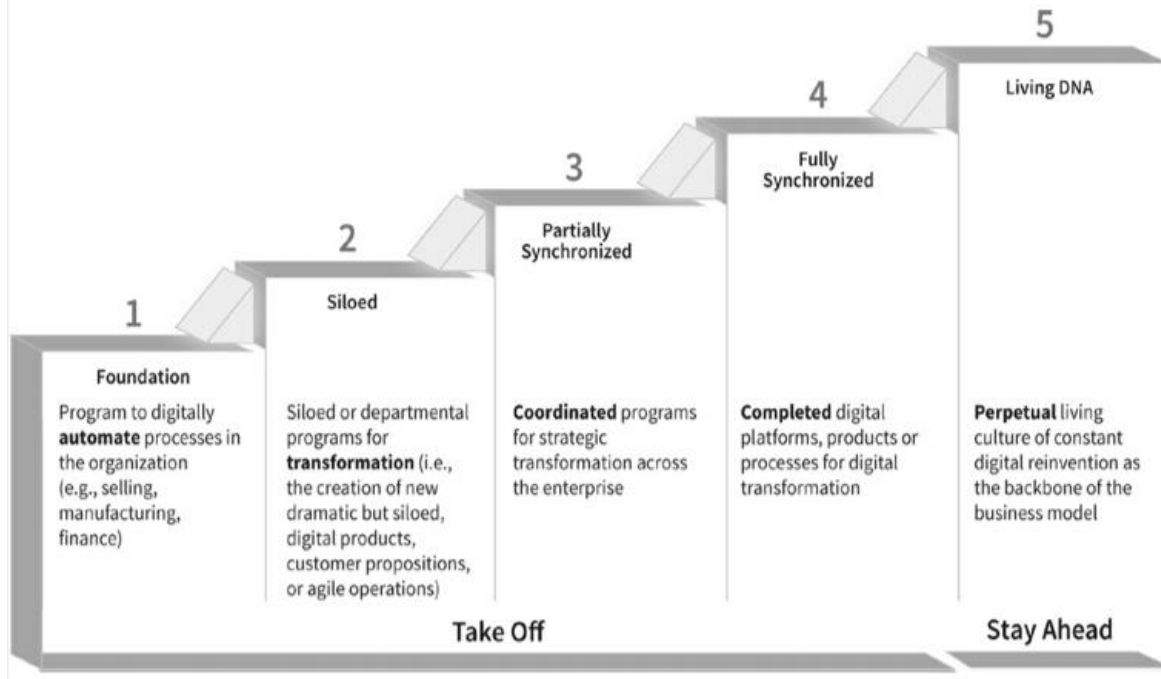 1
Foundation
Program to digitally
automate processes in
the organization
(e.g., selling,
manufacturing,
finance)
2
Siloed
Siloed or departmental
programs for
transformation (i.e.,
the creation of new
dramatic but siloed,
digital products,
customer propositions,
or agile operations)
3
Partially
Synchronized
Coordinated programs
for strategic
transformation across
the enterprise
4
Fully
Synchronized
Completed digital
platforms, products or
processes for digital
transformation
5
Living DNA
Perpetual living
culture of constant
digital reinvention as
the backbone of the
business model
Take Off
Stay Ahead